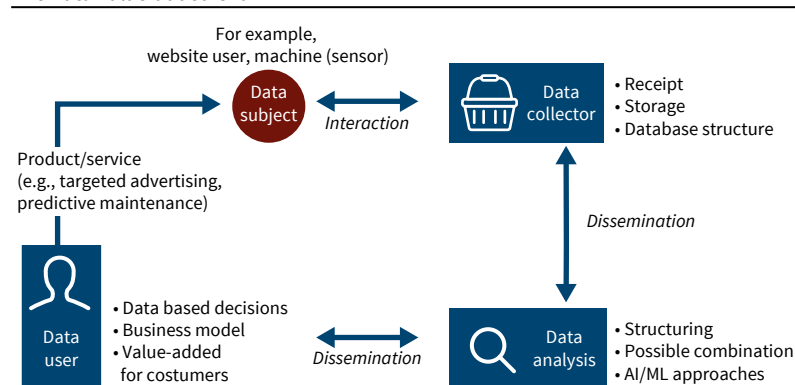 For example,
website user, machine (sensor)
Data
subject
Interaction
Data
collector
• Receipt
• Storage
• Database structure
Product/service
(e.g., targeted advertising,
predictive maintenance)
Dissemination
Data
user
• Data based decisions
• Business model
• Value-added
for costumers
Dissemination
Data
analysis
• Structuring
• Possible combination
• AI/ML approaches